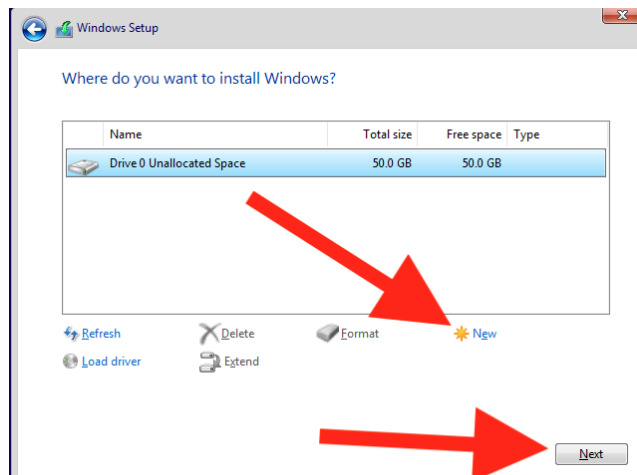 Windows Setup
Where do you want to install Windows?
Name Total size Free space Type
Drive 0 Unallocated Space 50.0 GB 50.0 GB
Refresh Delete Format New
Load driver Extend
Next